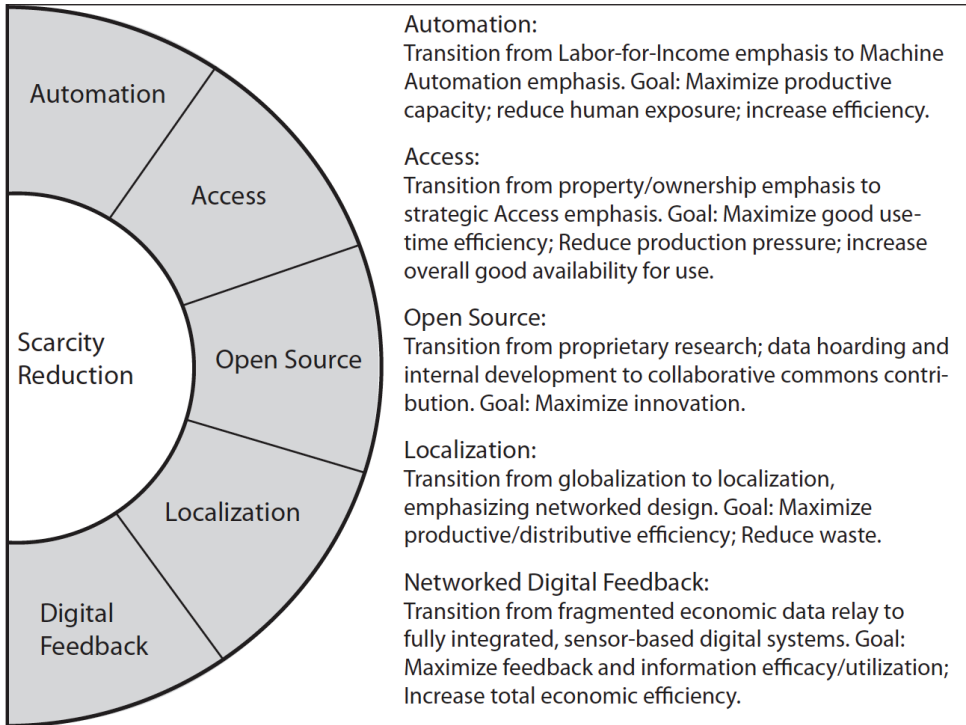 Automation
Access
Scarcity
Reduction
Open Source
Localization
Digital
Feedback
Automation:
Transition from Labor-for-Income emphasis to Machine
Automation emphasis. Goal: Maximize productive
capacity; reduce human exposure; increase efficiency.
Access:
Transition from property/ownership emphasis to
strategic Access emphasis. Goal: Maximize good use-
time efficiency; Reduce production pressure; increase
overall good availability for use.
Open Source:
Transition from proprietary research; data hoarding and
internal development to collaborative commons contri-
bution. Goal: Maximize innovation.
Localization:
Transition from globalization to localization,
emphasizing networked design. Goal: Maximize
productive/distributive efficiency; Reduce waste.
Networked Digital Feedback:
Transition from fragmented economic data relay to
fully integrated, sensor-based digital systems. Goal:
Maximize feedback and information efficacy/utilization;
Increase total economic efficiency.